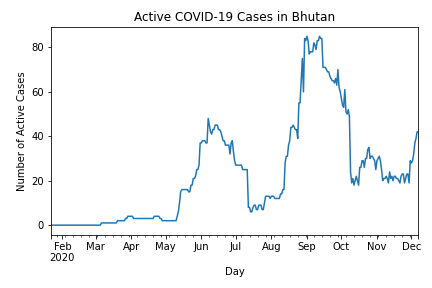 Active COVID-19 Cases in Bhutan
Number of Active Cases
80
60
40
20
0
Feb Mar Apr May Jun Jul Aug Sep Oct Nov Dec
2020
Day